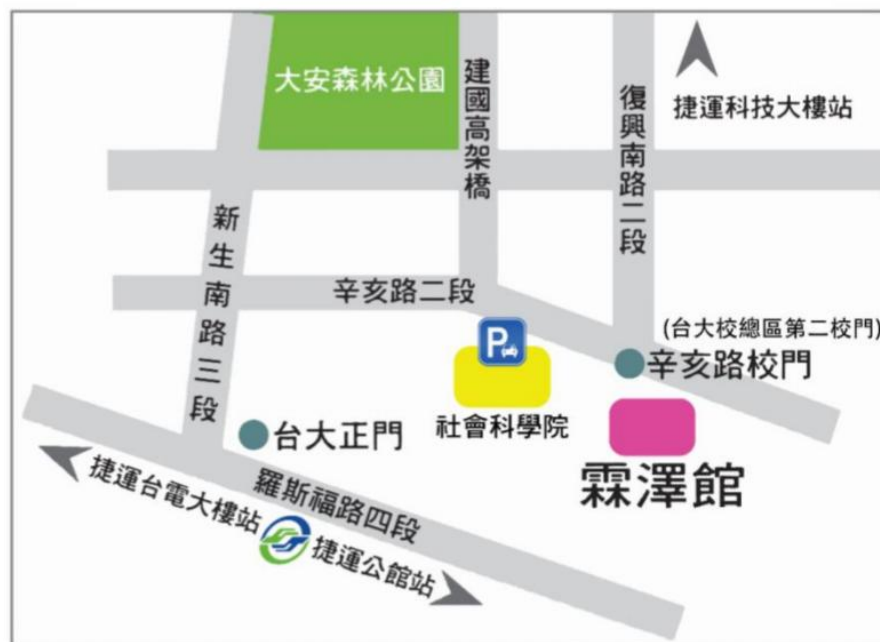 大安森林公園
建國高架橋
復興南路二段
捷運科技大樓站
新生南路三段
辛亥路二段
(台大校總區第二校門)
P
辛亥路校門
社會科學院
台大正門
霖澤館
羅斯福路四段
捷運台電大樓站
捷運公館站